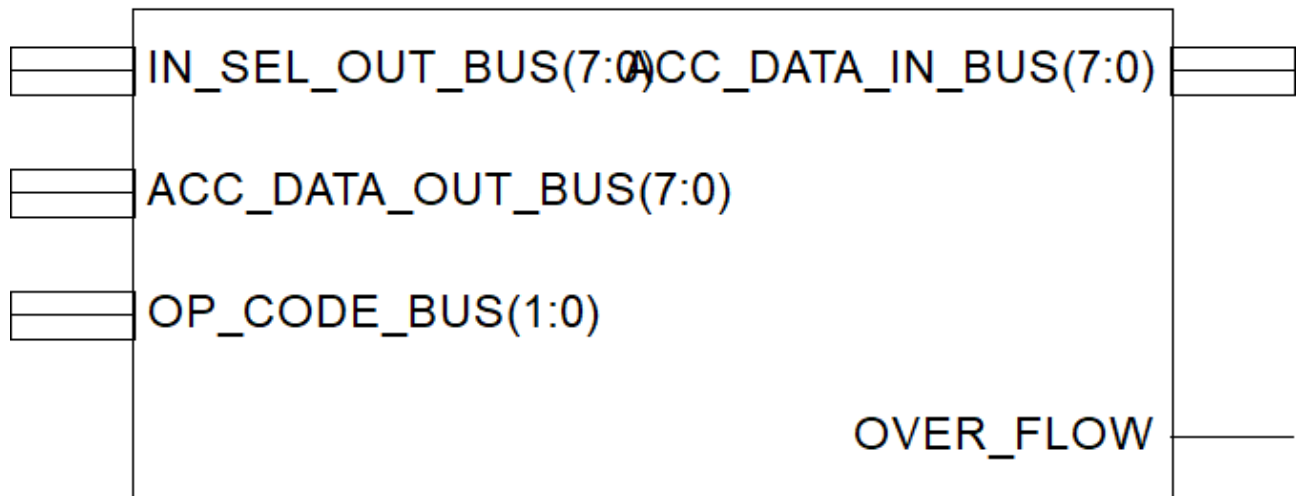 IN_SEL_OUT_BUS(7:0) ACC_DATA_IN_BUS(7:0)
ACC_DATA_OUT_BUS(7:0)
OP_CODE_BUS(1:0)
OVER_FLOW